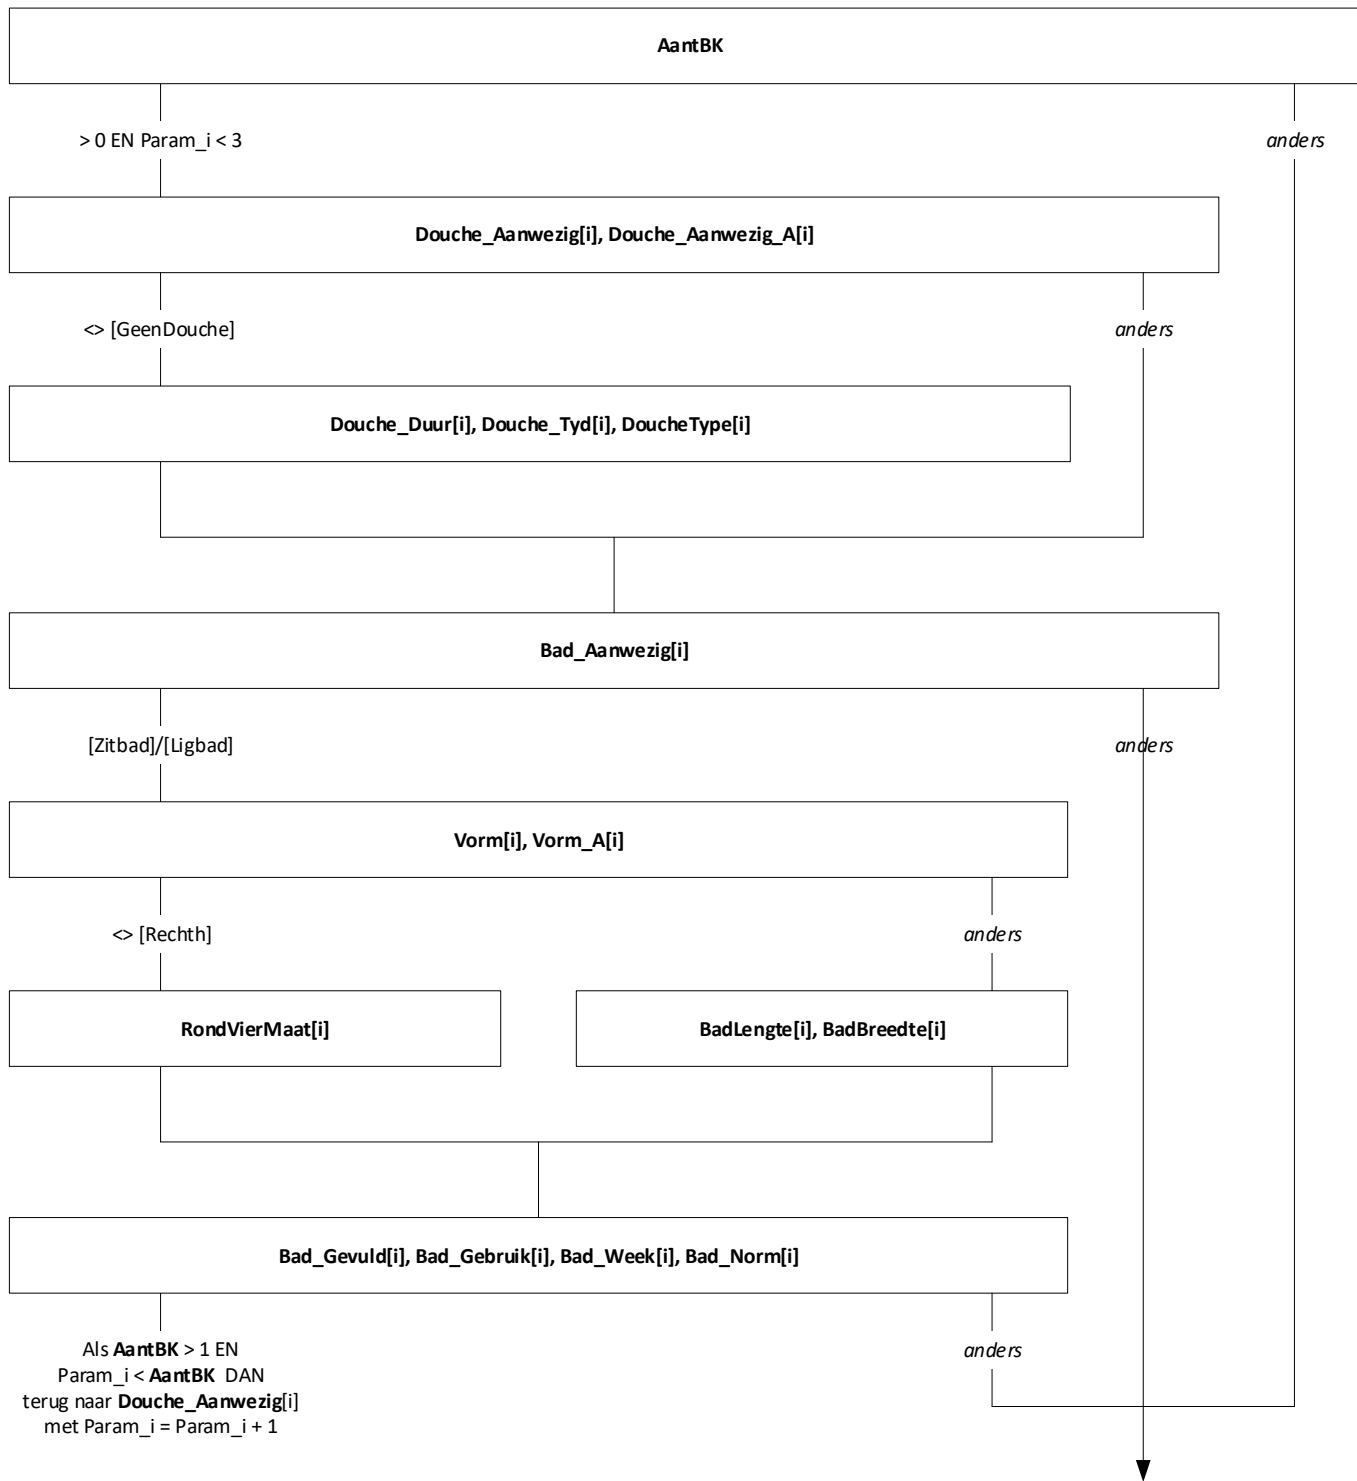 AantBK
> 0 EN Param_i < 3
anders
Douche_Aanwezig[i], Douche_Aanwezig_A[i]
<> [GeenDouche]
anders
Douche_Duur[i], Douche_Tyd[i], DoucheType[i]
Bad_Aanwezig[i]
[Zitbad]/[Ligbad]
anders
Vorm[i], Vorm_A[i]
<> [Rechth]
anders
RondVierMaat[i]
BadLengte[i], BadBreedte[i]
Bad_Gevuld[i], Bad_Gebruik[i], Bad_Week[i], Bad_Norm[i]
Als AantBK > 1 EN
Param_i < AantBK DAN
terug naar Douche_Aanwezig[i]
met Param_i = Param_i + 1
anders